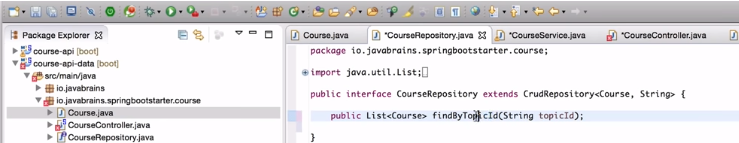 Package Explorer
course-api [boot]
course-api-data [boot]
src/main/java
io.javabrains
io.javabrains.springbootstarter.course
Course.java
CourseController.java
CourseRepository.java
Course.java
*CourseRepository.java
*CourseService.java
*CourseController.java
package io.javabrains.springbootstarter.course;
import java.util.List;
public interface CourseRepository extends CrudRepository<Course, String> {
public List<Course> findByTopicId(String topicId);
}